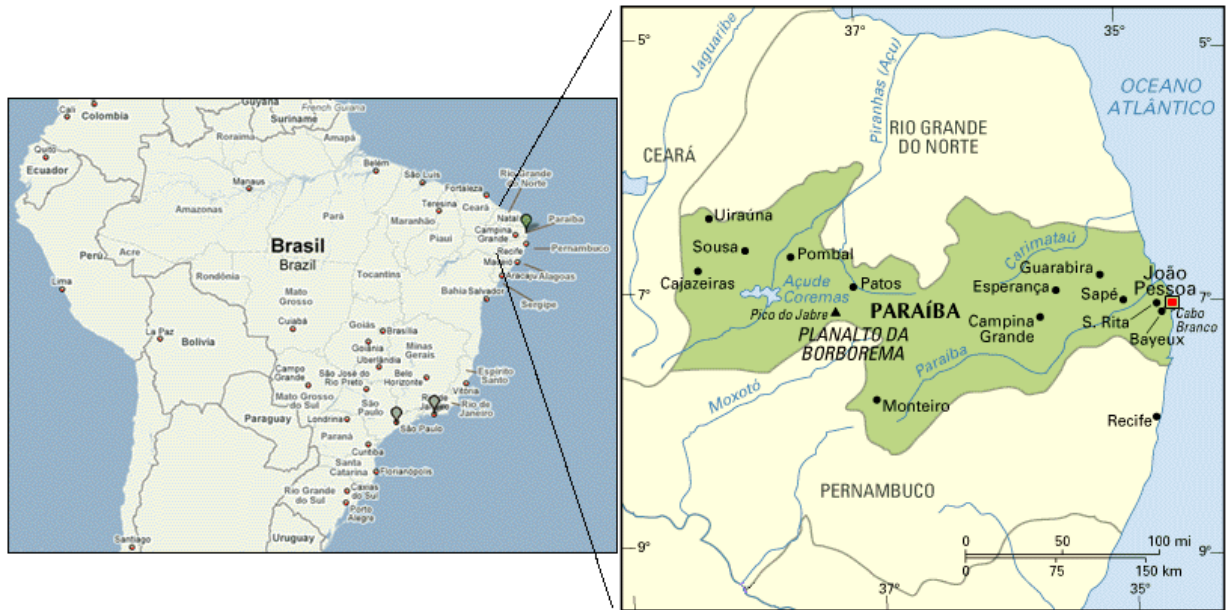 Cali
Colombia
Guyana
Suriname
French Guiana
Quito
Ecuador
Roraima
Amapá
Manaus
Amazonas
Belém
São Luis
Fortaleza
Rio Grande
do Norte
Pará
Maranhão
Teresina
Ceará
Natal
Paraíba
Piauí
Campina
Grande
Recife
Pernambuco
Maceió
Alagoas
Aracaju
Sergipe
Brasil
Brazil
Acre
Perú
Rondônia
Tocantins
Bahia
Salvador
Lima
Mato
Grosso
Cuiabá
La Paz
Bolivia
Goiás
Brasília
Goiânia
Uberlândia
Minas
Gerais
Espírito
Santo
Campo
Grande
São José do
Rio Preto
Belo
Horizonte
Vitória
Mato Grosso
do Sul
São
Paulo
Rio de
Janeiro
Rio de
Janeiro
Paraguay
Londrina
São Paulo
Paraná
Curitiba
Santa
Catarina
Florianópolis
Rio Grande
do Sul
Caxias
do Sul
Porto
Alegre
Uruguay
Santiago
37°
35°
5°
5°
Jaguaribe
Piranhas (Açu)
OCEANO
ATLÂNTICO
RIO GRANDE
DO NORTE
CEARÁ
Uiraúna
Sousa
Pombal
Cajazeiras
Açude
Coremas
Patos
Pico do Jabre
PARAíBA
PLANALTO DA
BORBOREMA
Carimataú
Guarabira
Esperança
Sapé
João
Pessoa
Campina
Grande
S. Rita
Cabo
Branco
Bayeux
7°
7°
Paraíba
Moxotó
Monteiro
Recife
PERNAMBUCO
0 50 100 mi
0 75 150 km
9°
9°
37°
35°